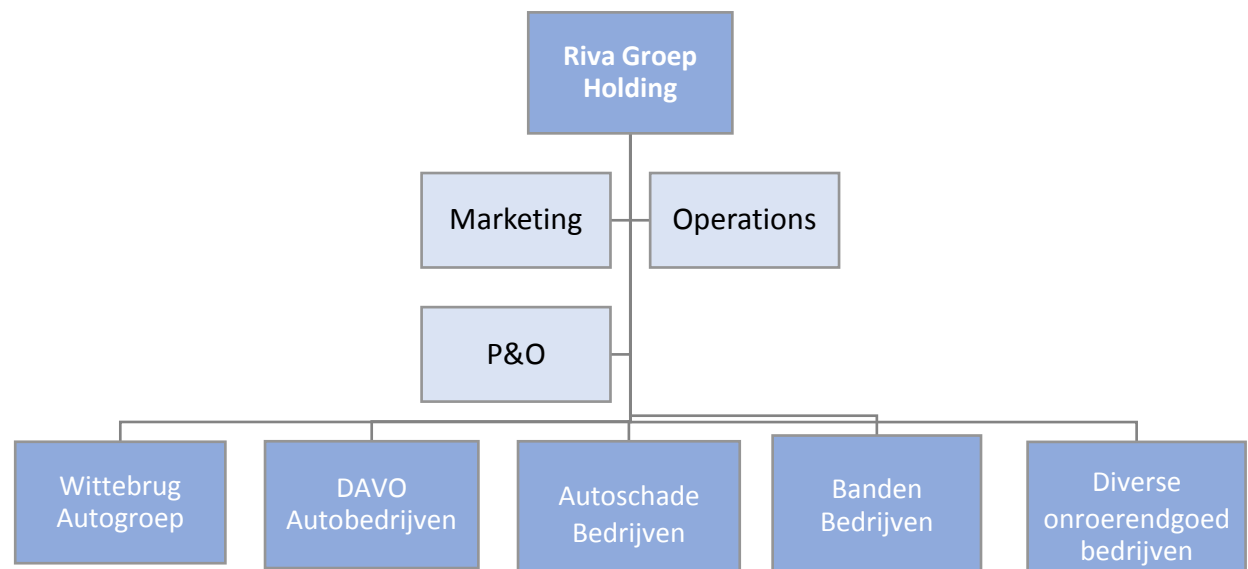 Riva Groep
Holding
Marketing
Operations
P&O
Wittebrug
Autogroep
DAVO
Autobedrijven
Autoschade
Bedrijven
Banden
Bedrijven
Diverse
onroerendgoed
bedrijven